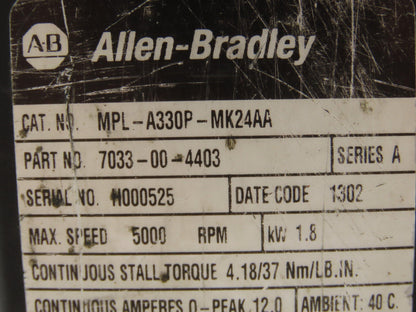 A-B Allen-Bradley
CAT. NO. MPL-A330P-MK24AA
PART NO. 7033-00-4403 SERIES A
SERIAL NO. H000525 DATE CODE 1302
MAX. SPEED 5000 RPM kW 1.8
CONTINUOUS STALL TORQUE 4.18/37 Nm/LB.IN.
CONTINUOUS AMPERES 0-PEAK 12.0 AMBIENT: 40 C.